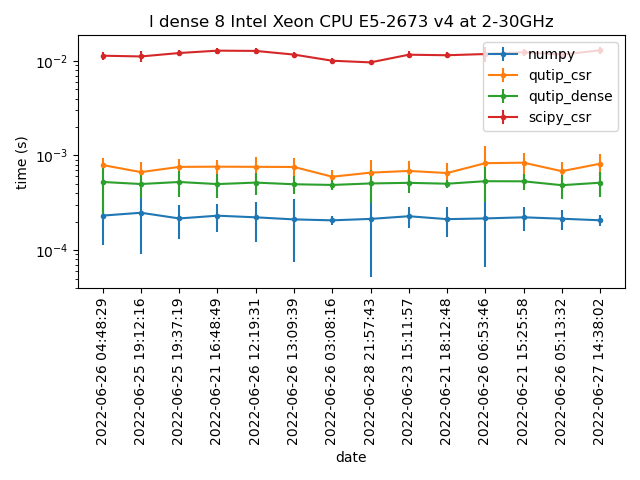 I dense 8 Intel Xeon CPU E5-2673 v4 at 2-30GHz
time (s)
10⁻²
10⁻³
10⁻⁴
numpy
qutip_csr
qutip_dense
scipy_csr
2022-06-26 04:48:29
2022-06-25 19:12:16
2022-06-25 19:37:19
2022-06-21 16:48:49
2022-06-26 12:19:31
2022-06-26 13:09:39
2022-06-26 03:08:16
2022-06-28 21:57:43
2022-06-23 15:11:57
2022-06-21 18:12:48
2022-06-26 06:53:46
2022-06-21 15:25:58
2022-06-26 05:13:32
2022-06-27 14:38:02
date